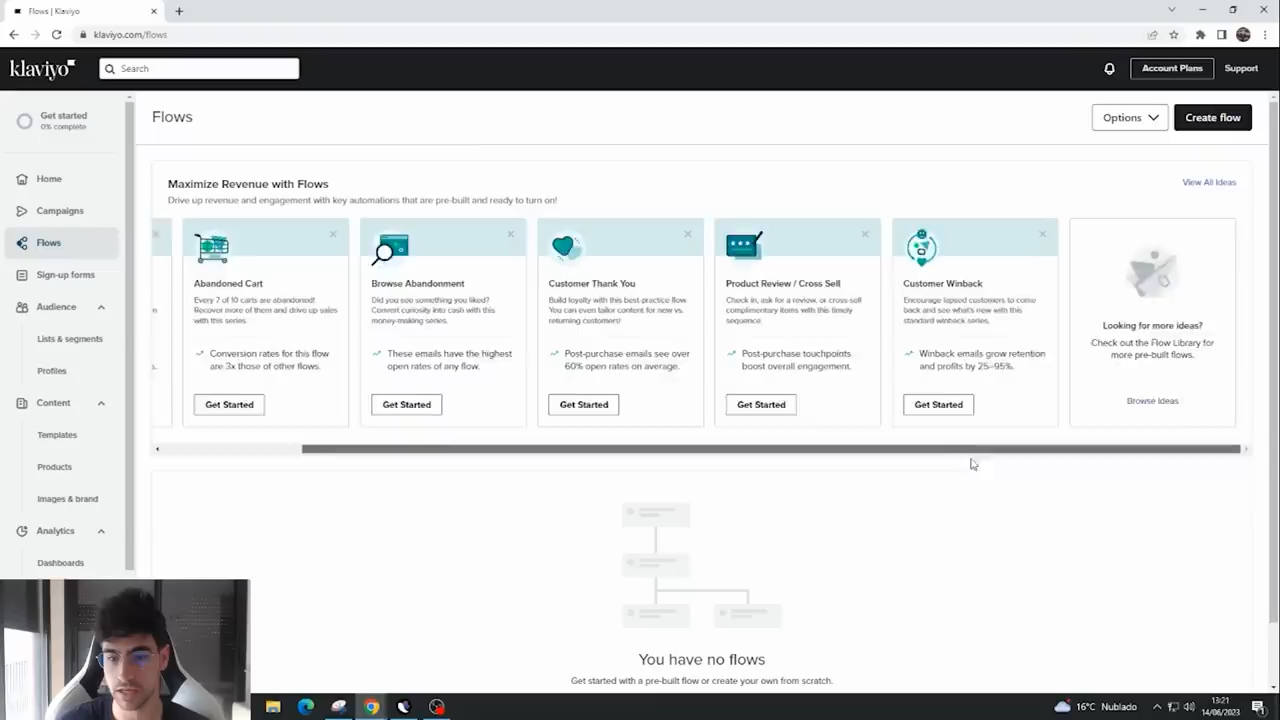 Flows | Klaviyo
klaviyo.com/flows
klaviyo
Search
Account Plans
Support
Get started
0% complete
Home
Campaigns
Flows
Sign-up forms
Audience
Lists & segments
Profiles
Content
Templates
Products
Images & brand
Analytics
Dashboards
Flows
Options
Create flow
Maximize Revenue with Flows
View All Ideas
Drive up revenue and engagement with key automations that are pre-built and ready to turn on!
Abandoned Cart
Every 7 of 10 carts are abandoned!
Recover more of them and drive up sales
with this series.
Conversion rates for this flow
are 3x those of other flows.
Get Started
Browse Abandonment
Did you see something you liked?
Convert curiosity into cash with this
money-making series.
These emails have the highest
open rates of any flow.
Get Started
Customer Thank You
Build loyalty with this best practice flow.
You can even tailor content for new vs.
returning customers!
Post-purchase emails see over
60% open rates on average.
Get Started
Product Review / Cross Sell
Check in, ask for a review, or cross-sell
complimentary items with this timely
sequence.
Post-purchase touchpoints
boost overall engagement.
Get Started
Customer Winback
Encourage lapsed customers to come
back and see what's new with this
standard winback series.
Winback emails grow retention
and profits by 25-95%.
Get Started
Looking for more ideas?
Check out the Flow Library for
more pre-built flows.
Browse Ideas
You have no flows
Get started with a pre-built flow or create your own from scratch.
16°C Nublado
13:21
14/06/2023